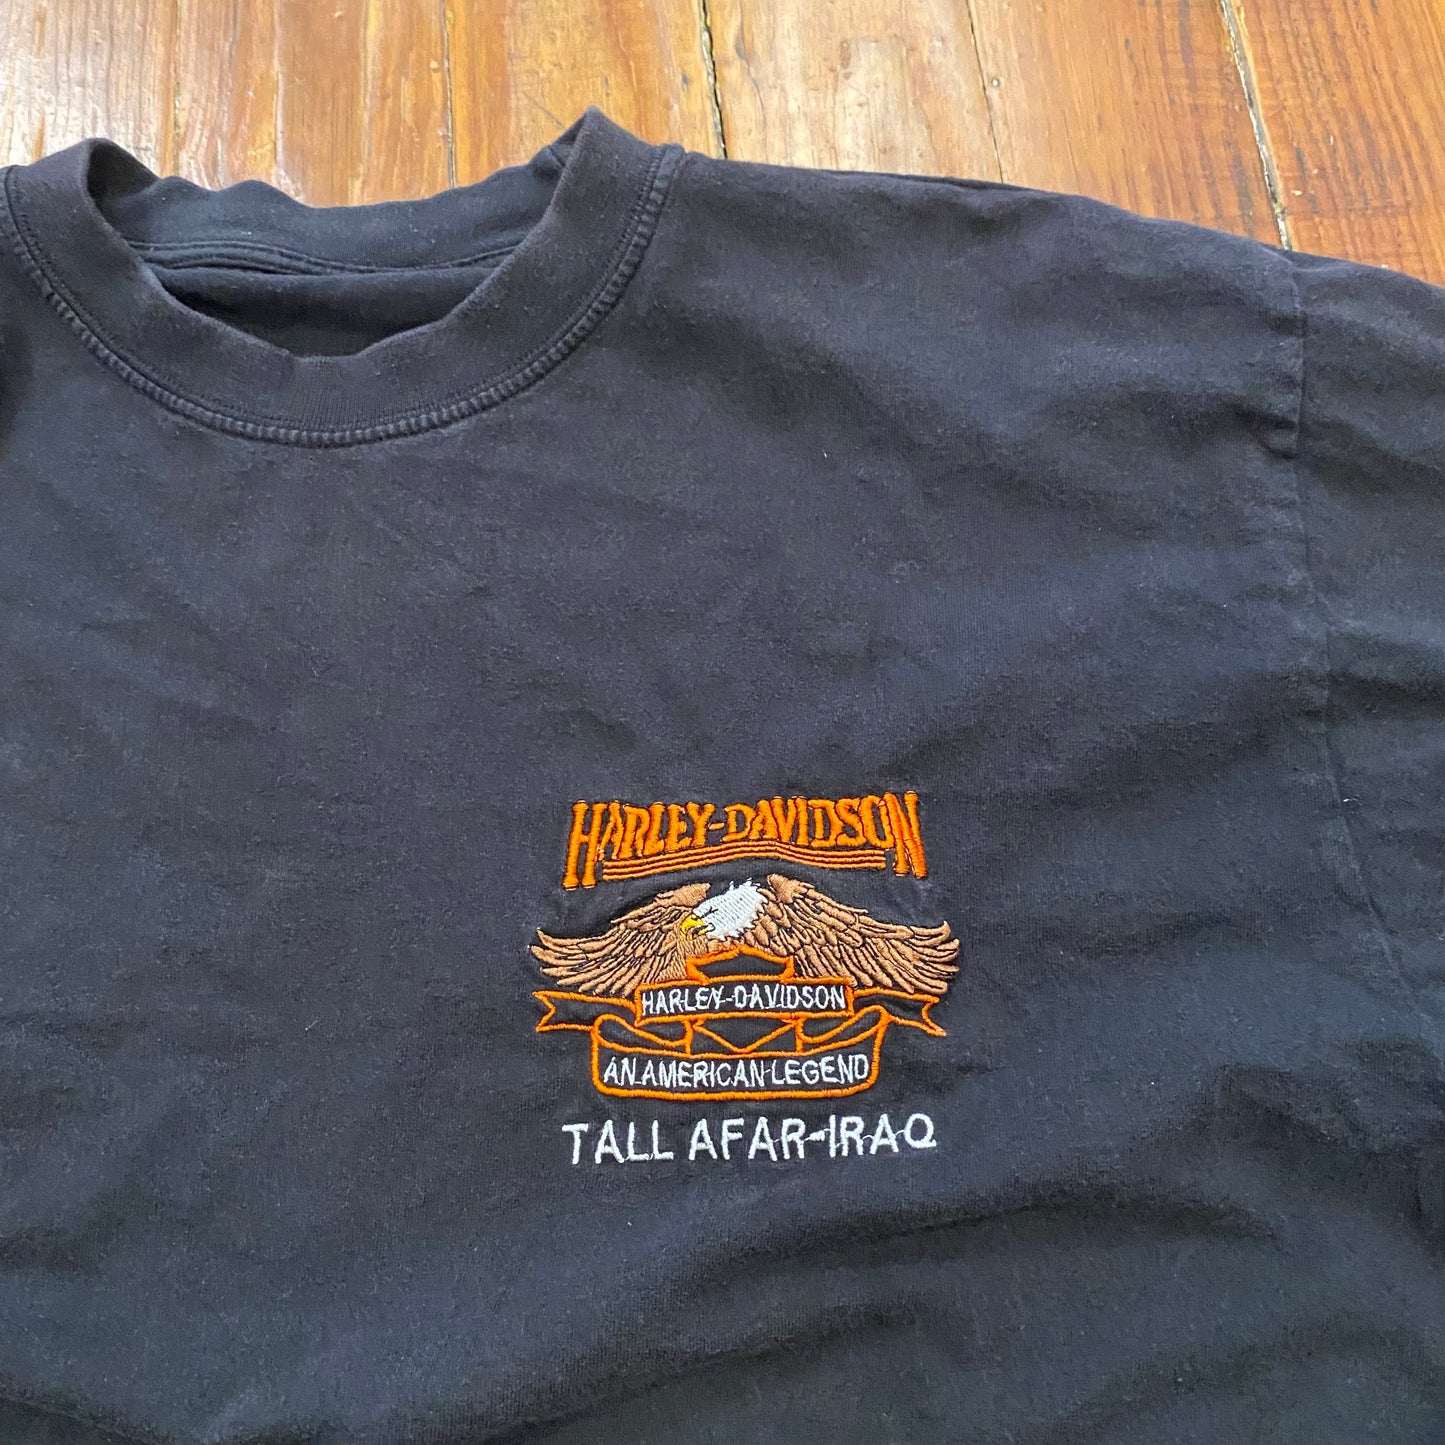 HARLEY-DAVIDSON
HARLEY-DAVIDSON
AN AMERICAN LEGEND
TALL AFAR-IRAQ